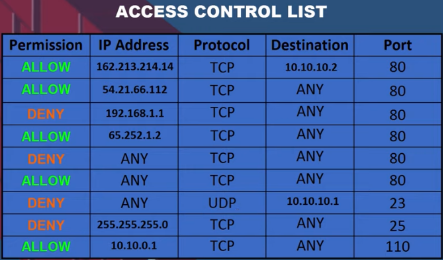 ACCESS CONTROL LIST
Permission IP Address Protocol Destination Port
ALLOW 162.213.214.14 TCP 10.10.10.2 80
ALLOW 54.21.66.112 TCP ANY 80
DENY 192.168.1.1 TCP ANY 80
ALLOW 65.252.1.2 TCP ANY 80
DENY ANY TCP ANY 80
ALLOW ANY TCP ANY 80
DENY ANY UDP 10.10.10.1 23
DENY 255.255.255.0 TCP ANY 25
ALLOW 10.10.0.1 TCP ANY 110